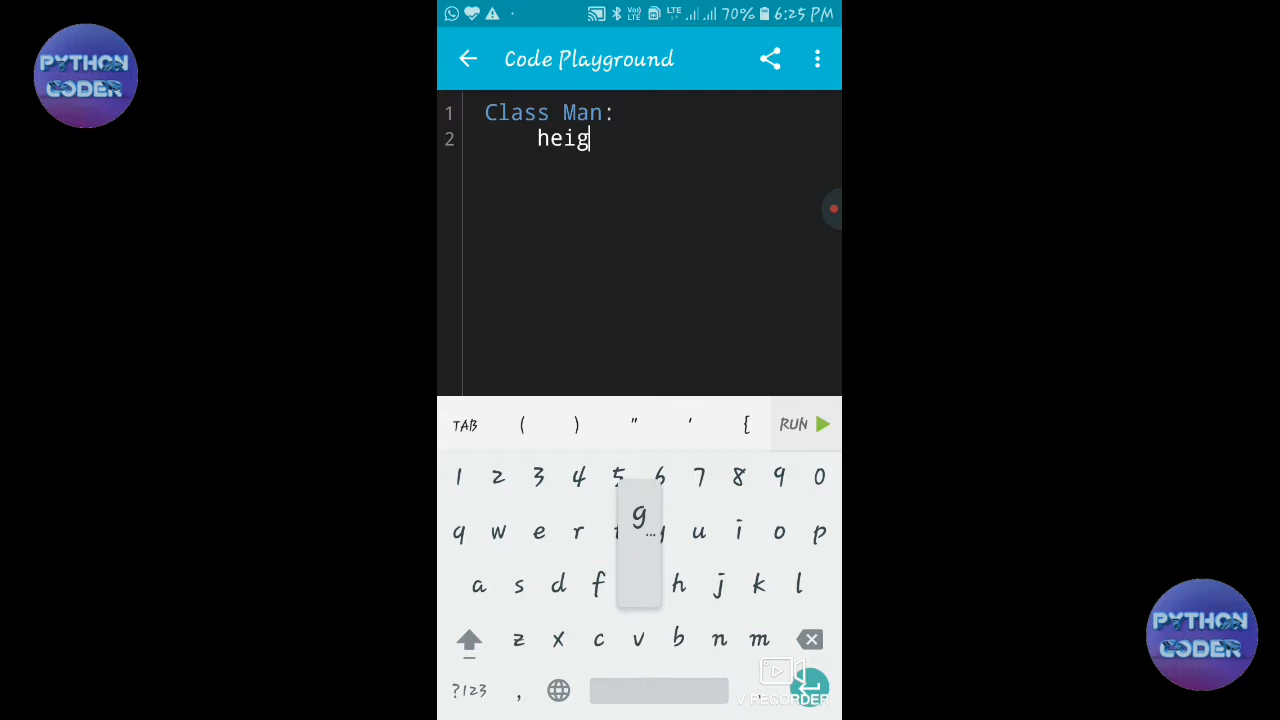 PYTHON
CODER
70% 6:25 PM
Code Playground
1 Class Man:
2 heig
TAB ( ) " ' { RUN
1 2 3 4 5 6 7 8 9 0
q w e r u i o p
a s d f g h j k l
z x c v b n m
?123 ,
V RECORDER
PYTHON
CODER